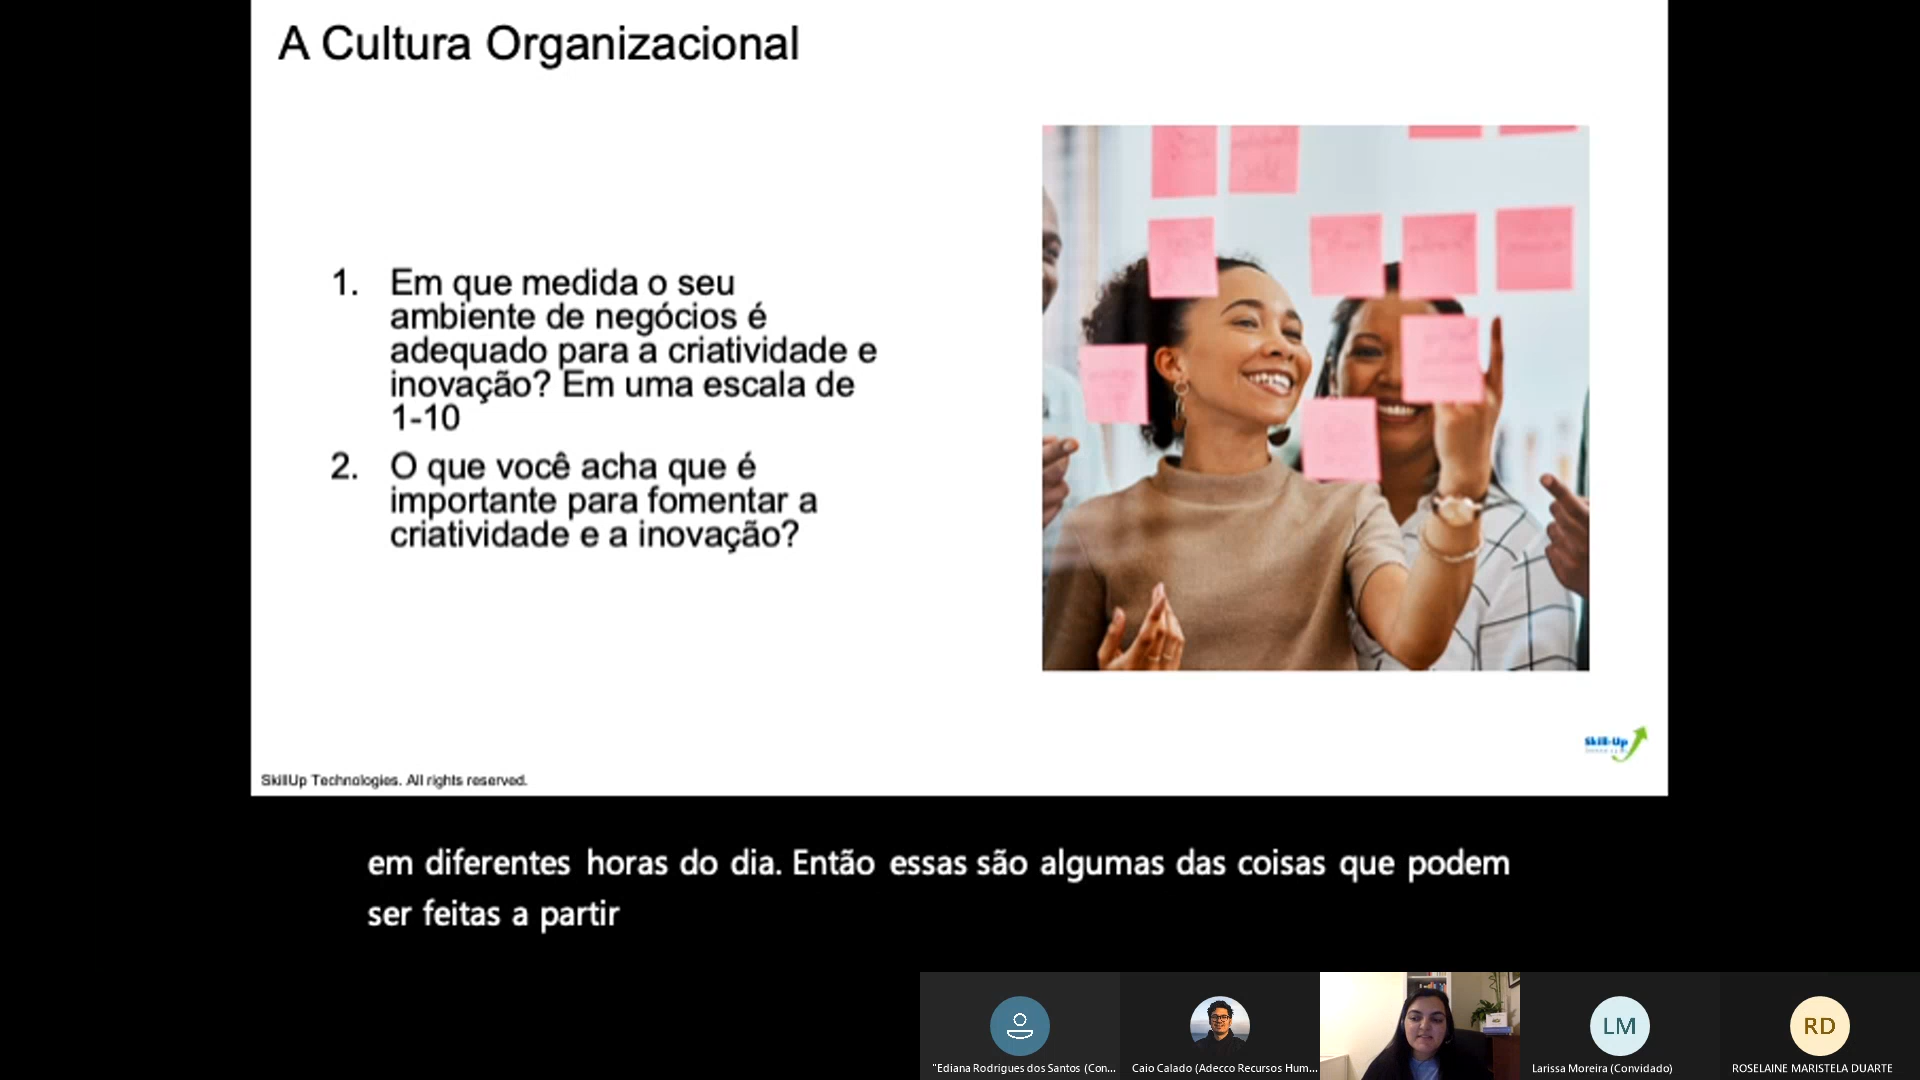 A Cultura Organizacional
1. Em que medida o seu
ambiente de negócios é
adequado para a criatividade e
inovação? Em uma escala de
1-10
2. O que você acha que é
importante para fomentar a
criatividade e a inovação?
Skill-Up
SkillUp Technologies. All rights reserved.
em diferentes horas do dia. Então essas são algumas das coisas que podem
ser feitas a partir
LM
RD
"Ediana Rodrigues dos Santos (Con...
Caio Calado (Adecco Recursos Hum...
Larissa Moreira (Convidado)
ROSELAINE MARISTELA DUARTE